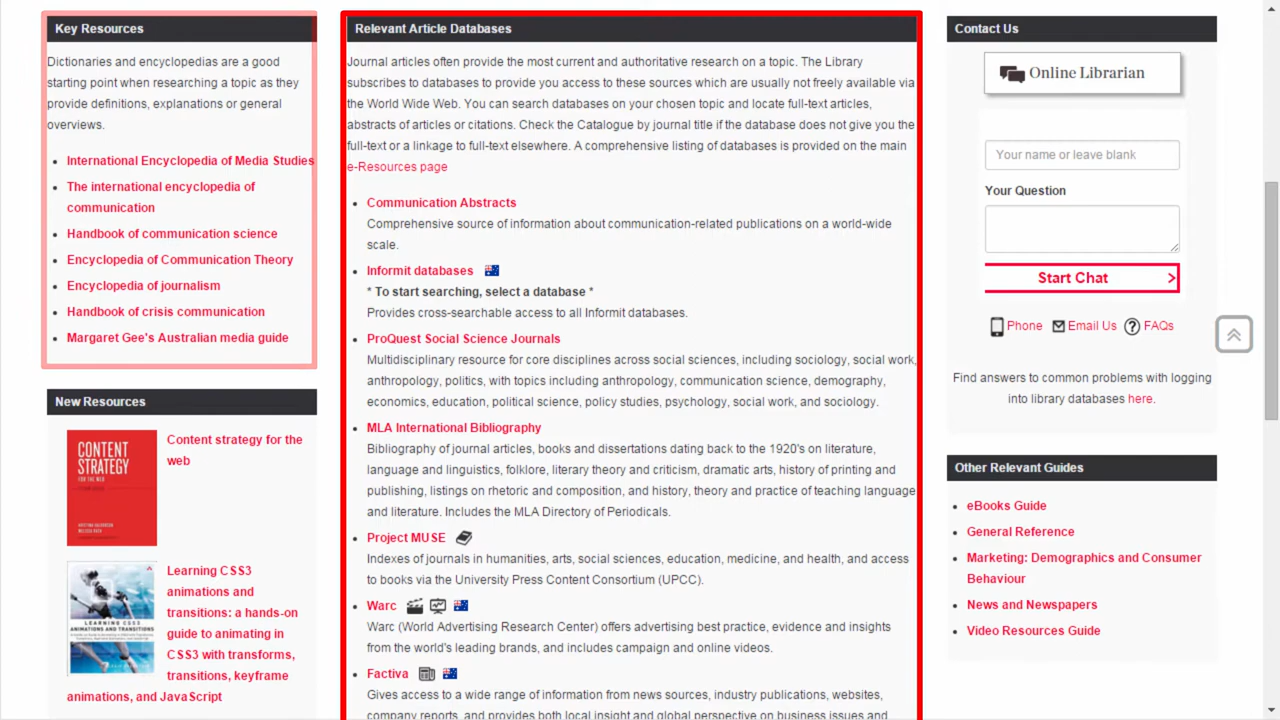 Key Resources
Dictionaries and encyclopedias are a good
starting point when researching a topic as they
provide definitions, explanations or general
overviews.
International Encyclopedia of Media Studies
The international encyclopedia of
communication
Handbook of communication science
Encyclopedia of Communication Theory
Encyclopedia of journalism
Handbook of crisis communication
Margaret Gee's Australian media guide
New Resources
CONTENT
STRATEGY
FOR THE WEB
Content strategy for the
web
LEARNING CSS3
ANIMATIONS AND TRANSITIONS
Learning CSS3
animations and
transitions: a hands-on
guide to animating in
CSS3 with transforms,
transitions, keyframe
animations, and JavaScript
Relevant Article Databases
Journal articles often provide the most current and authoritative research on a topic. The Library
subscribes to databases to provide you access to these sources which are usually not freely available via
the World Wide Web. You can search databases on your chosen topic and locate full-text articles,
abstracts of articles or citations. Check the Catalogue by journal title if the database does not give you the
full-text or a linkage to full-text elsewhere. A comprehensive listing of databases is provided on the main
e-Resources page
Communication Abstracts
Comprehensive source of information about communication-related publications on a world-wide
scale.
Informit databases
* To start searching, select a database *
Provides cross-searchable access to all Informit databases.
ProQuest Social Science Journals
Multidisciplinary resource for core disciplines across social sciences, including sociology, social work,
anthropology, politics, with topics including anthropology, communication science, demography,
economics, education, political science, policy studies, psychology, social work, and sociology.
MLA International Bibliography
Bibliography of journal articles, books and dissertations dating back to the 1920's on literature,
language and linguistics, folklore, literary theory and criticism, dramatic arts, history of printing and
publishing, listings on rhetoric and composition, and history, theory and practice of teaching language
and literature. Includes the MLA Directory of Periodicals.
Project MUSE
Indexes of journals in humanities, arts, social sciences, education, medicine, and health, and access
to books via the University Press Content Consortium (UPCC).
Warc
Warc (World Advertising Research Center) offers advertising best practice, evidence and insights
from the world's leading brands, and includes campaign and online videos.
Factiva
Gives access to a wide range of information from news sources, industry publications, websites,
company reports, and provides both local insight and global perspective on business issues and
Contact Us
Online Librarian
Your name or leave blank
Your Question
Start Chat >
Phone Email Us FAQs
Find answers to common problems with logging
into library databases here.
Other Relevant Guides
eBooks Guide
General Reference
Marketing: Demographics and Consumer
Behaviour
News and Newspapers
Video Resources Guide